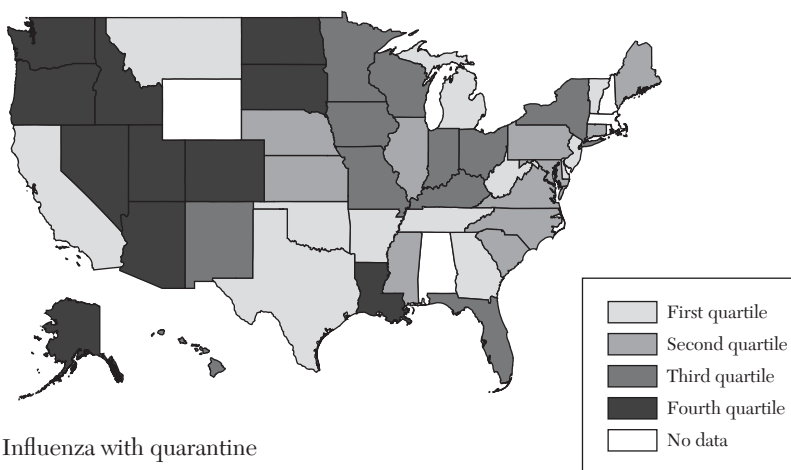 First quartile
Second quartile
Third quartile
Fourth quartile
No data
Influenza with quarantine